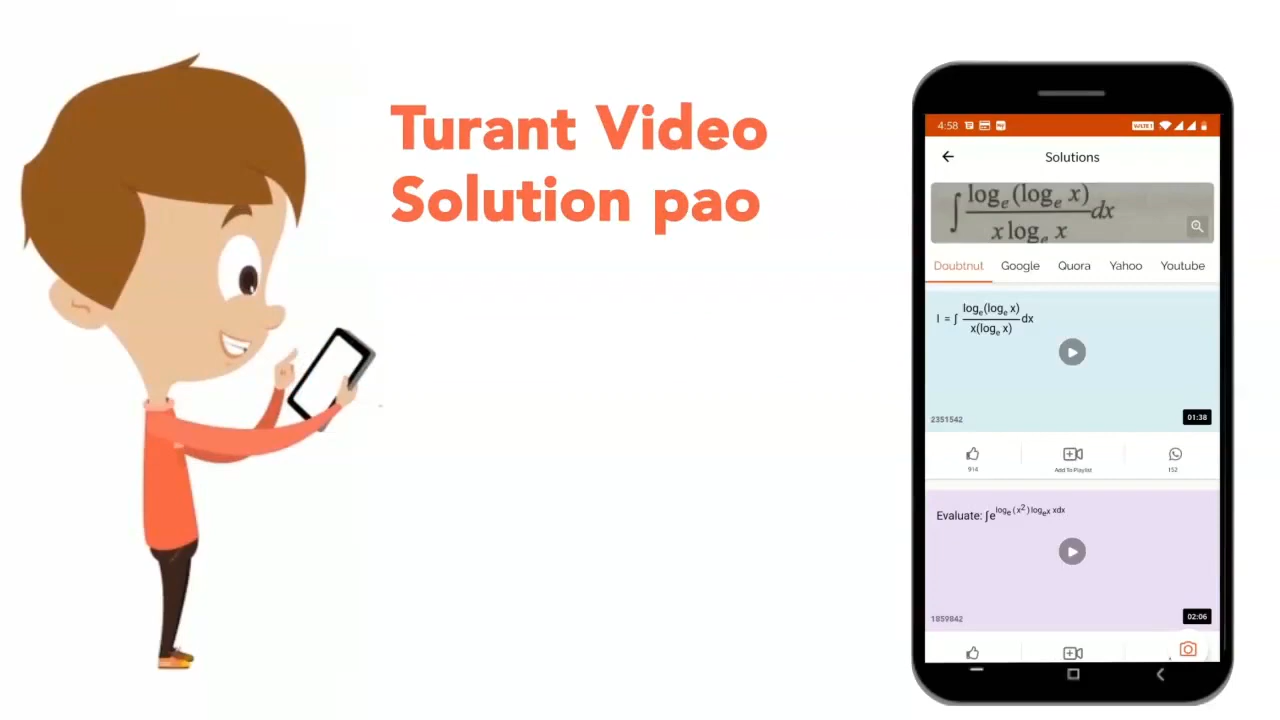 Turant Video
Solution pao
4:58
VoLTE1
Solutions
∫ logₑ(logₑ x) / x logₑ x dx
Doubtnut Google Quora Yahoo Youtube
I = ∫ logₑ(logₑ x) / x(logₑ x) dx
2351542 01:38
914 Add To Playlist 152
Evaluate: ∫e^logₑ(x²)logₑx xdx
1859842 02:06